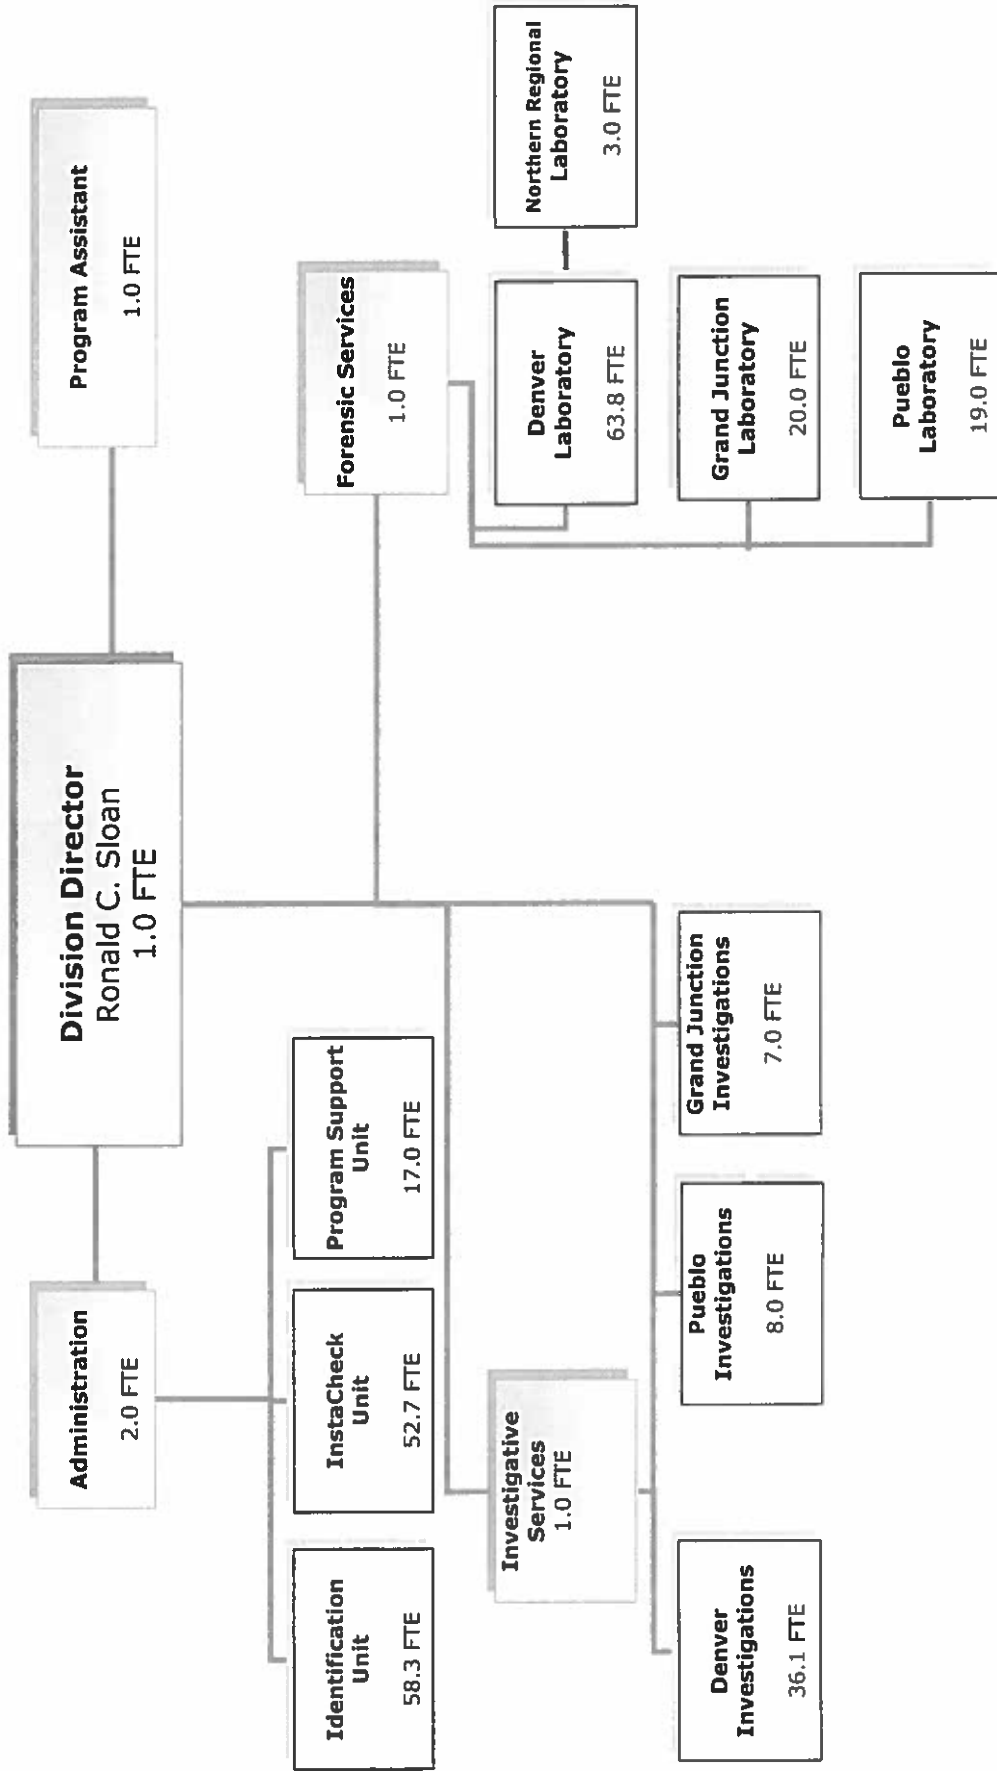 Division Director
Ronald C. Sloan
1.0 FTE
Administration
2.0 FTE
Program Assistant
1.0 FTE
Identification
Unit
58.3 FTE
InstaCheck
Unit
52.7 FTE
Program Support
Unit
17.0 FTE
Forensic Services
1.0 FTE
Investigative
Services
1.0 FTE
Denver
Laboratory
63.8 FTE
Northern Regional
Laboratory
3.0 FTE
Denver
Investigations
36.1 FTE
Pueblo
Investigations
8.0 FTE
Grand Junction
Investigations
7.0 FTE
Grand Junction
Laboratory
20.0 FTE
Pueblo
Laboratory
19.0 FTE